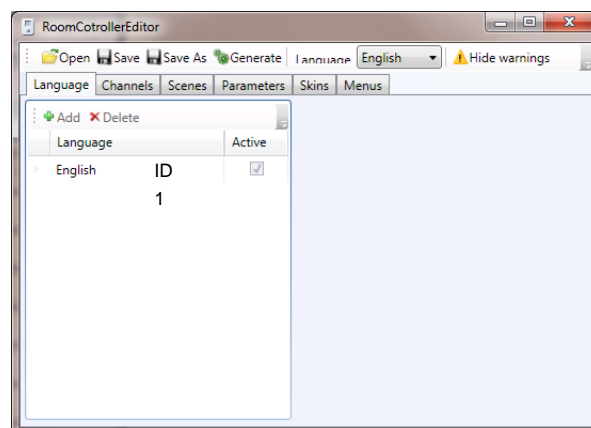 RoomCotrollerEditor
Open Save Save As Generate Language English Hide warnings
Language Channels Scenes Parameters Skins Menus
Add Delete
Language Active
English ID
1